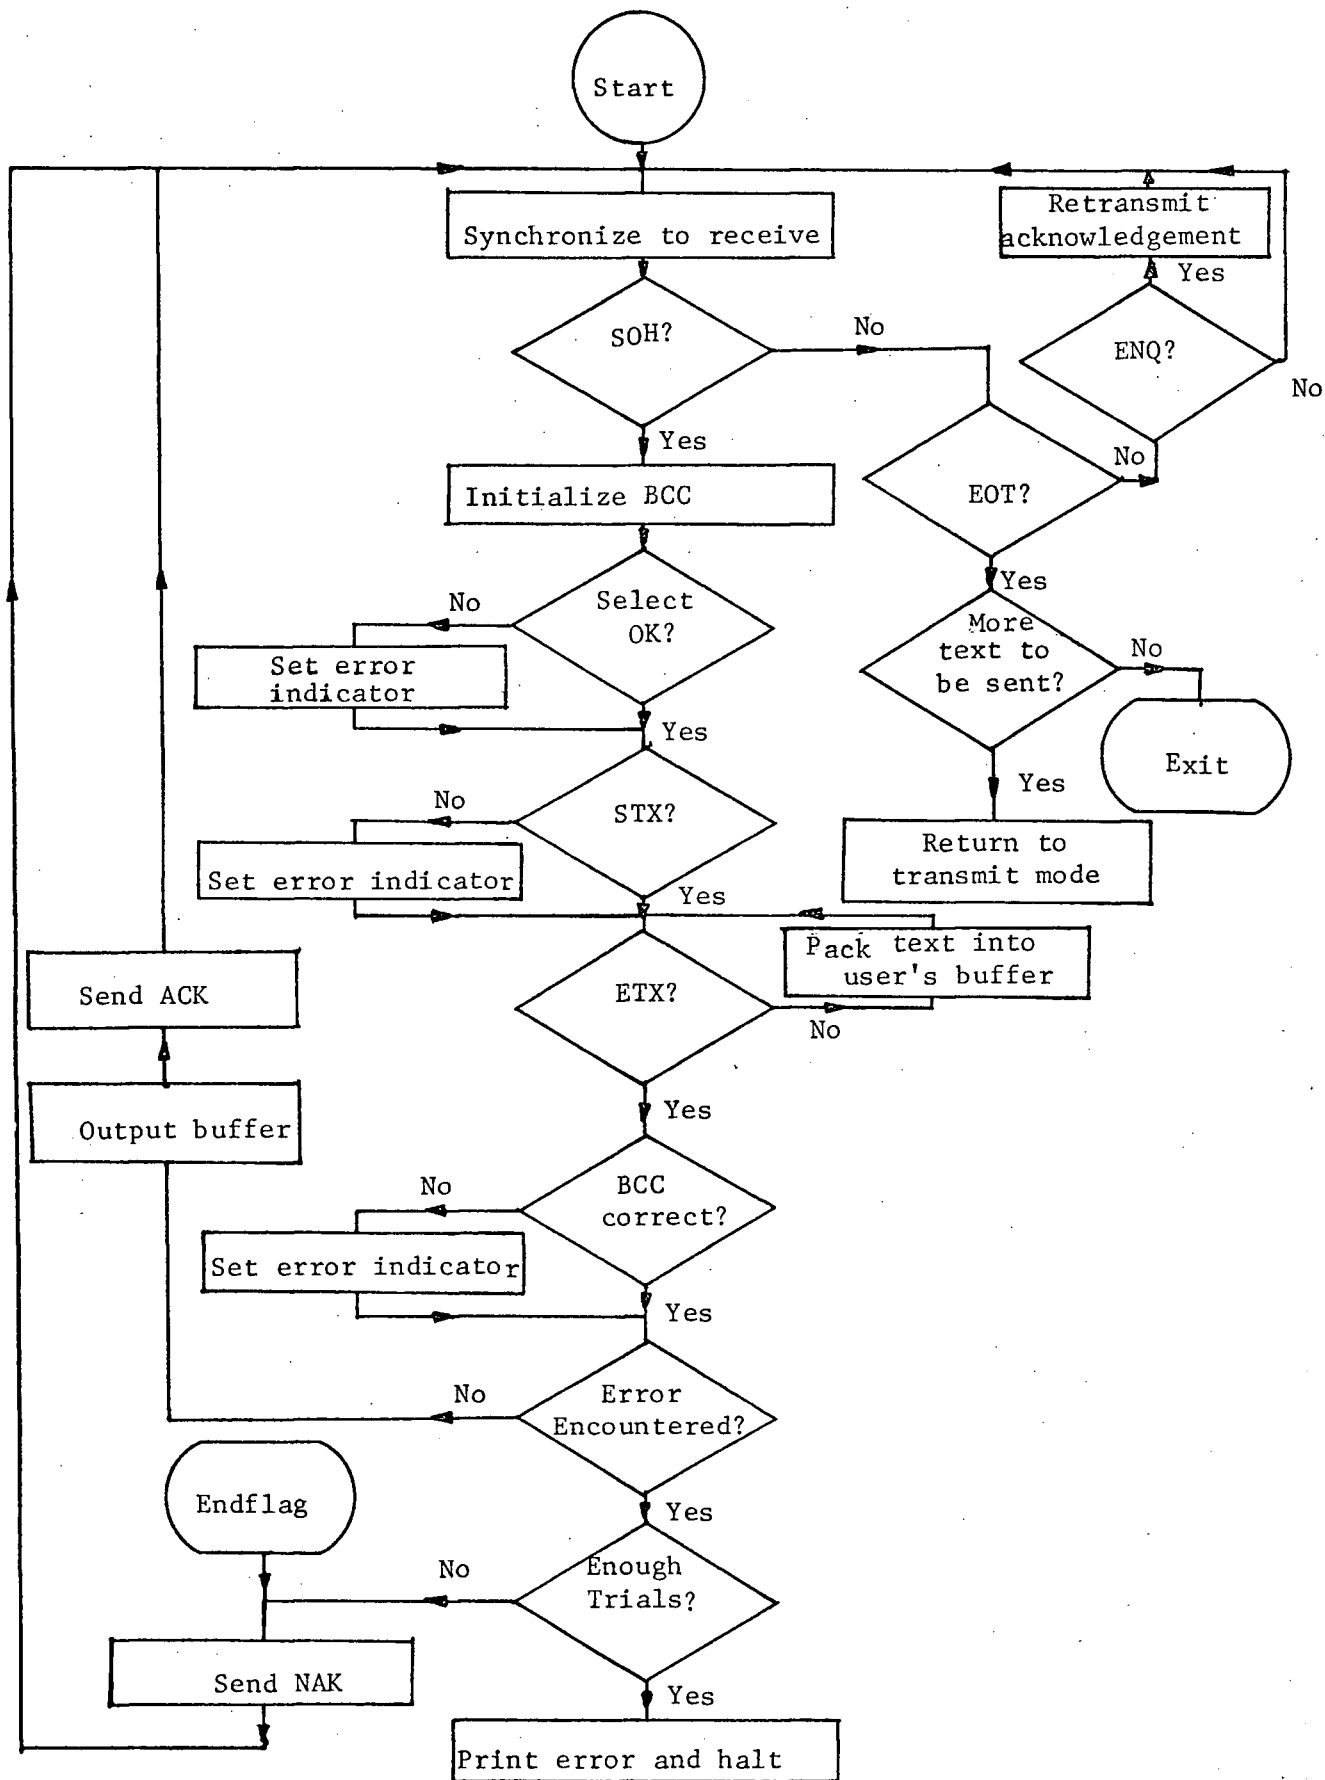 Start
Synchronize to receive
Retransmit
acknowledgement
Yes
SOH?
No
ENQ?
No
Yes
Initialize BCC
No
EOT?
Yes
Select
OK?
No
Set error
indicator
Yes
More
text to
be sent?
No
Exit
Yes
STX?
No
Set error indicator
Yes
Return to
transmit mode
Pack text into
user's buffer
ETX?
No
Send ACK
Output buffer
Yes
BCC
correct?
No
Set error indicator
Yes
Error
Encountered?
No
Yes
Endflag
Enough
Trials?
No
Send NAK
Yes
Print error and halt